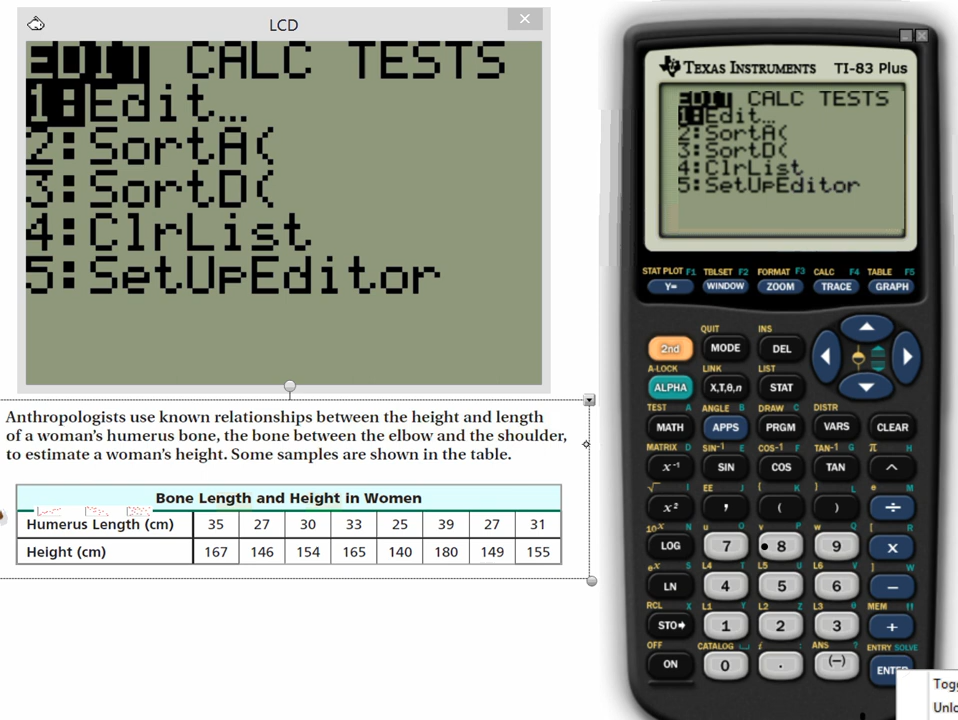 LCD
EDIT CALC TESTS
1:Edit…
2:SortA(
3:SortD(
4:ClrList
5:SetUpEditor
Anthropologists use known relationships between the height and length
of a woman's humerus bone, the bone between the elbow and the shoulder,
to estimate a woman's height. Some samples are shown in the table.
Bone Length and Height in Women
Humerus Length (cm) 35 27 30 33 25 39 27 31
Height (cm) 167 146 154 165 140 180 149 155
TEXAS INSTRUMENTS TI-83 Plus
EDIT CALC TESTS
1:Edit…
2:SortA(
3:SortD(
4:ClrList
5:SetUpEditor
STAT PLOT F1 TBLSET F2 FORMAT F3 CALC F4 TABLE F5
Y= WINDOW ZOOM TRACE GRAPH
QUIT INS
2nd MODE DEL
A-LOCK LINK LIST
ALPHA X,T,θ,n STAT
TEST A ANGLE B DRAW C DISTR
MATH APPS PRGM VARS CLEAR
MATRIX D SIN⁻¹ E COS⁻¹ F TAN⁻¹ G π H
x⁻¹ SIN COS TAN ^
√ I EE J { K } L e M
x² , ( ) ÷
10ˣ N u O v P w Q [ R
LOG 7 8 9 x
eˣ S L4 T L5 U L6 V ] W
LN 4 5 6 −
RCL X L1 Y L2 Z L3 θ MEM "
STO→ 1 2 3 +
OFF CATALOG i : ANS ? ENTRY SOLVE
ON 0 . (−) ENTER